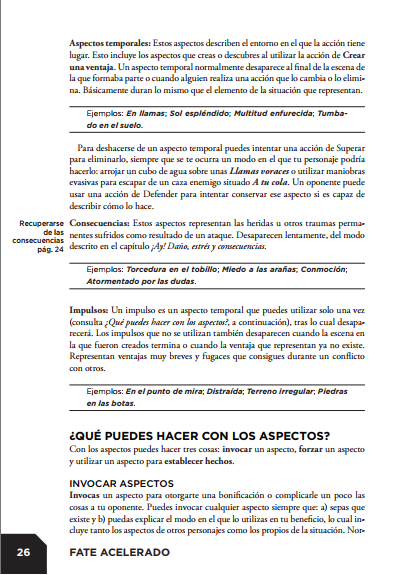 Aspectos temporales: Estos aspectos describen el entorno en el que la acción tiene
lugar. Esto incluye los aspectos que creas o descubres al utilizar la acción de Crear
una ventaja. Un aspecto temporal normalmente desaparece al final de la escena de
la que formaba parte o cuando alguien realiza una acción que lo cambia o lo elimi-
na. Básicamente duran lo mismo que el elemento de la situación que representan.
Ejemplos: En llamas; Sol espléndido; Multitud enfurecida; Tumba-
do en el suelo.
Para deshacerse de un aspecto temporal puedes intentar una acción de Superar
para eliminarlo, siempre que se te ocurra un modo en el que tu personaje podría
hacerlo: arrojar un cubo de agua sobre unas Llamas voraces o utilizar maniobras
evasivas para escapar de un caza enemigo situado A tu cola. Un oponente puede
usar una acción de Defender para intentar conservar ese aspecto si es capaz de
describir cómo lo hace.
Recuperarse
de las
consecuencias
pág. 24
Consecuencias: Estos aspectos representan las heridas u otros traumas perma-
nentes sufridos como resultado de un ataque. Desaparecen lentamente, del modo
descrito en el capítulo ¡Ay! Daño, estrés y consecuencias.
Ejemplos: Torcedura en el tobillo; Miedo a las arañas; Conmoción;
Atormentado por las dudas.
Impulsos: Un impulso es un aspecto temporal que puedes utilizar solo una vez
(consulta ¿Qué puedes hacer con los aspectos?, a continuación), tras lo cual desapa-
recerá. Los impulsos que no se utilizan también desaparecen cuando la escena en
la que fueron creados termina o cuando la ventaja que representan ya no existe.
Representan ventajas muy breves y fugaces que consigues durante un conflicto
con otros.
Ejemplos: En el punto de mira; Distraída; Terreno irregular; Piedras
en las botas.
¿QUÉ PUEDES HACER CON LOS ASPECTOS?
Con los aspectos puedes hacer tres cosas: invocar un aspecto, forzar un aspecto
y utilizar un aspecto para establecer hechos.
INVOCAR ASPECTOS
Invocas un aspecto para otorgarte una bonificación o complicarle un poco las
cosas a tu oponente. Puedes invocar cualquier aspecto siempre que: a) sepas que
existe y b) puedas explicar el modo en el que lo utilizas en tu beneficio, lo cual in-
cluye tanto los aspectos de otros personajes como los propios de la situación. Nor-
26
FATE ACELERADO